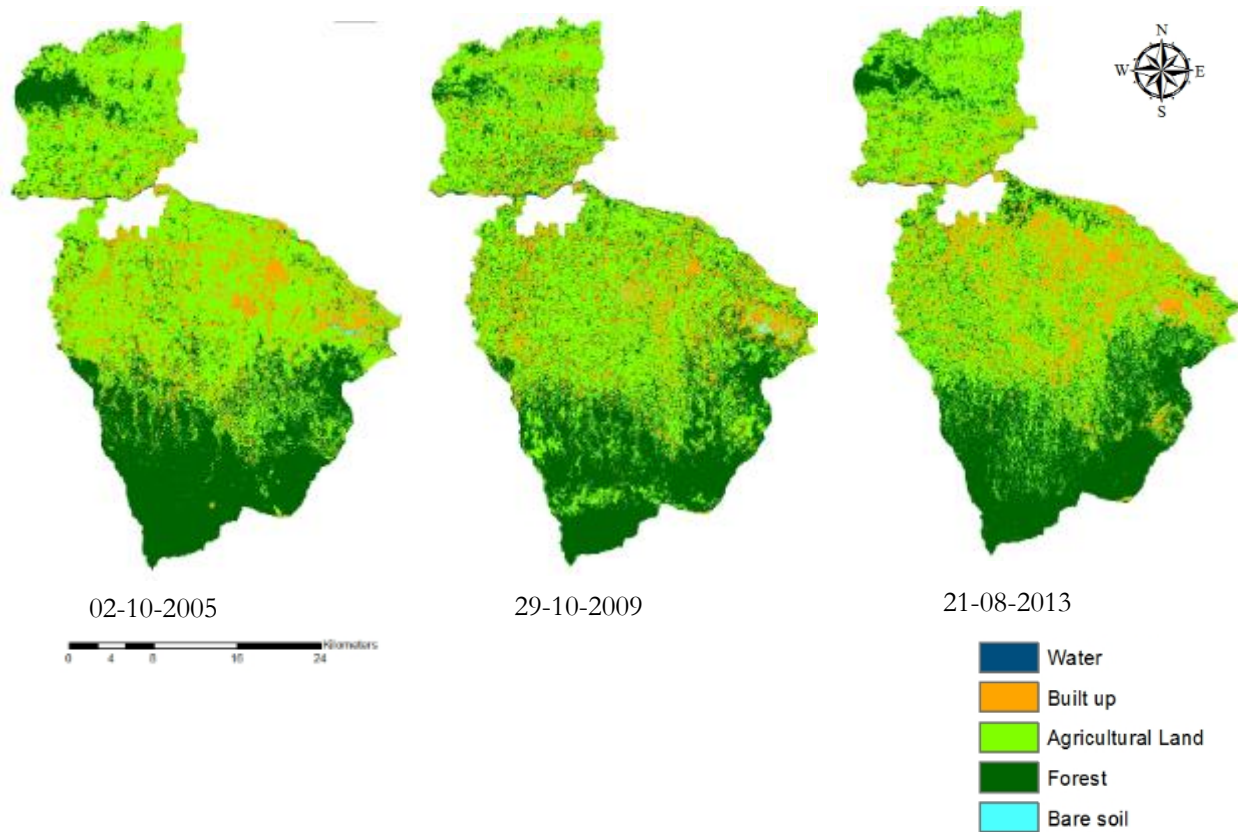 N
W E
S
02-10-2005
29-10-2009
21-08-2013
Kilometers
0 4 8 16 24
Water
Built up
Agricultural Land
Forest
Bare soil